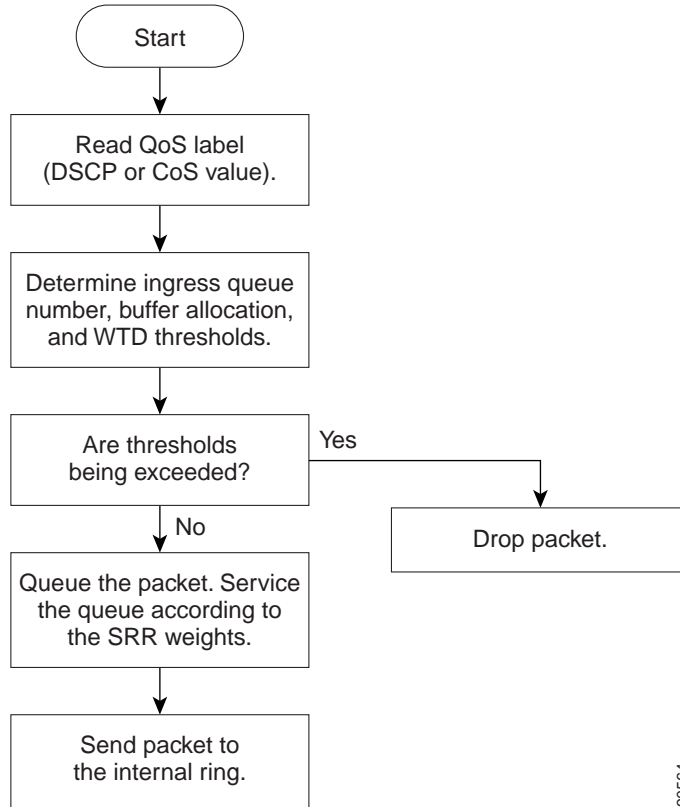 Start
Read QoS label
(DSCP or CoS value).
Determine ingress queue
number, buffer allocation,
and WTD thresholds.
Are thresholds
being exceeded?
Yes
No
Drop packet.
Queue the packet. Service
the queue according to
the SRR weights.
Send packet to
the internal ring.